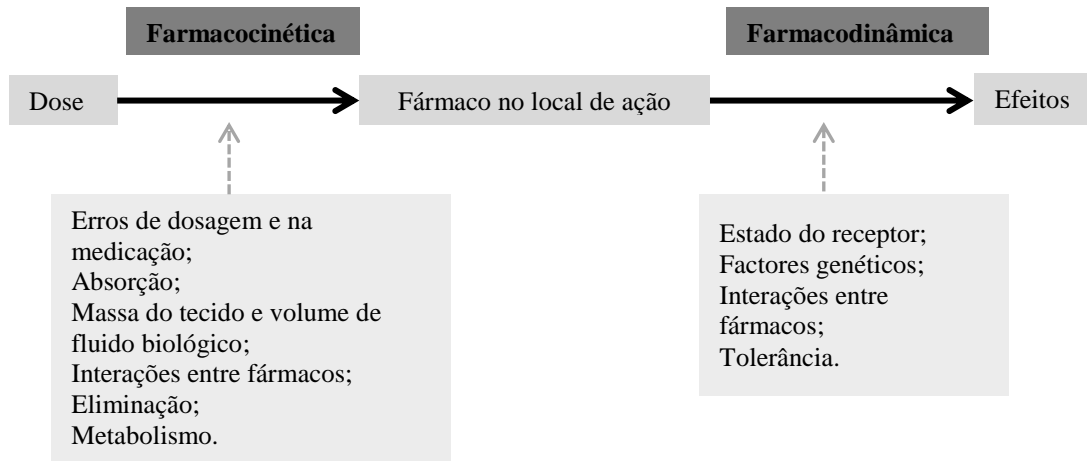 Farmacocinética
Farmacodinâmica
Dose
Fármaco no local de ação
Efeitos
Erros de dosagem e na
medicação;
Absorção;
Massa do tecido e volume de
fluido biológico;
Interações entre fármacos;
Eliminação;
Metabolismo.
Estado do receptor;
Factores genéticos;
Interações entre
fármacos;
Tolerância.